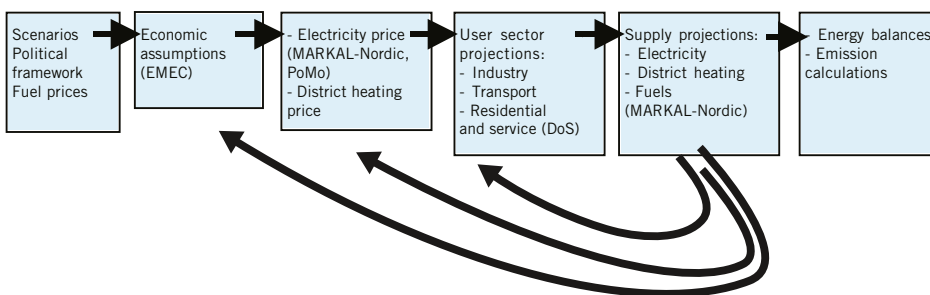 Scenarios
Political
framework
Fuel prices
Economic
assumptions
(EMEC)
- Electricity price
(MARKAL-Nordic,
PoMo)
- District heating
price
User sector
projections:
- Industry
- Transport
- Residential
and service (DoS)
Supply projections:
- Electricity
- District heating
- Fuels
(MARKAL-Nordic)
- Energy balances
- Emission
calculations